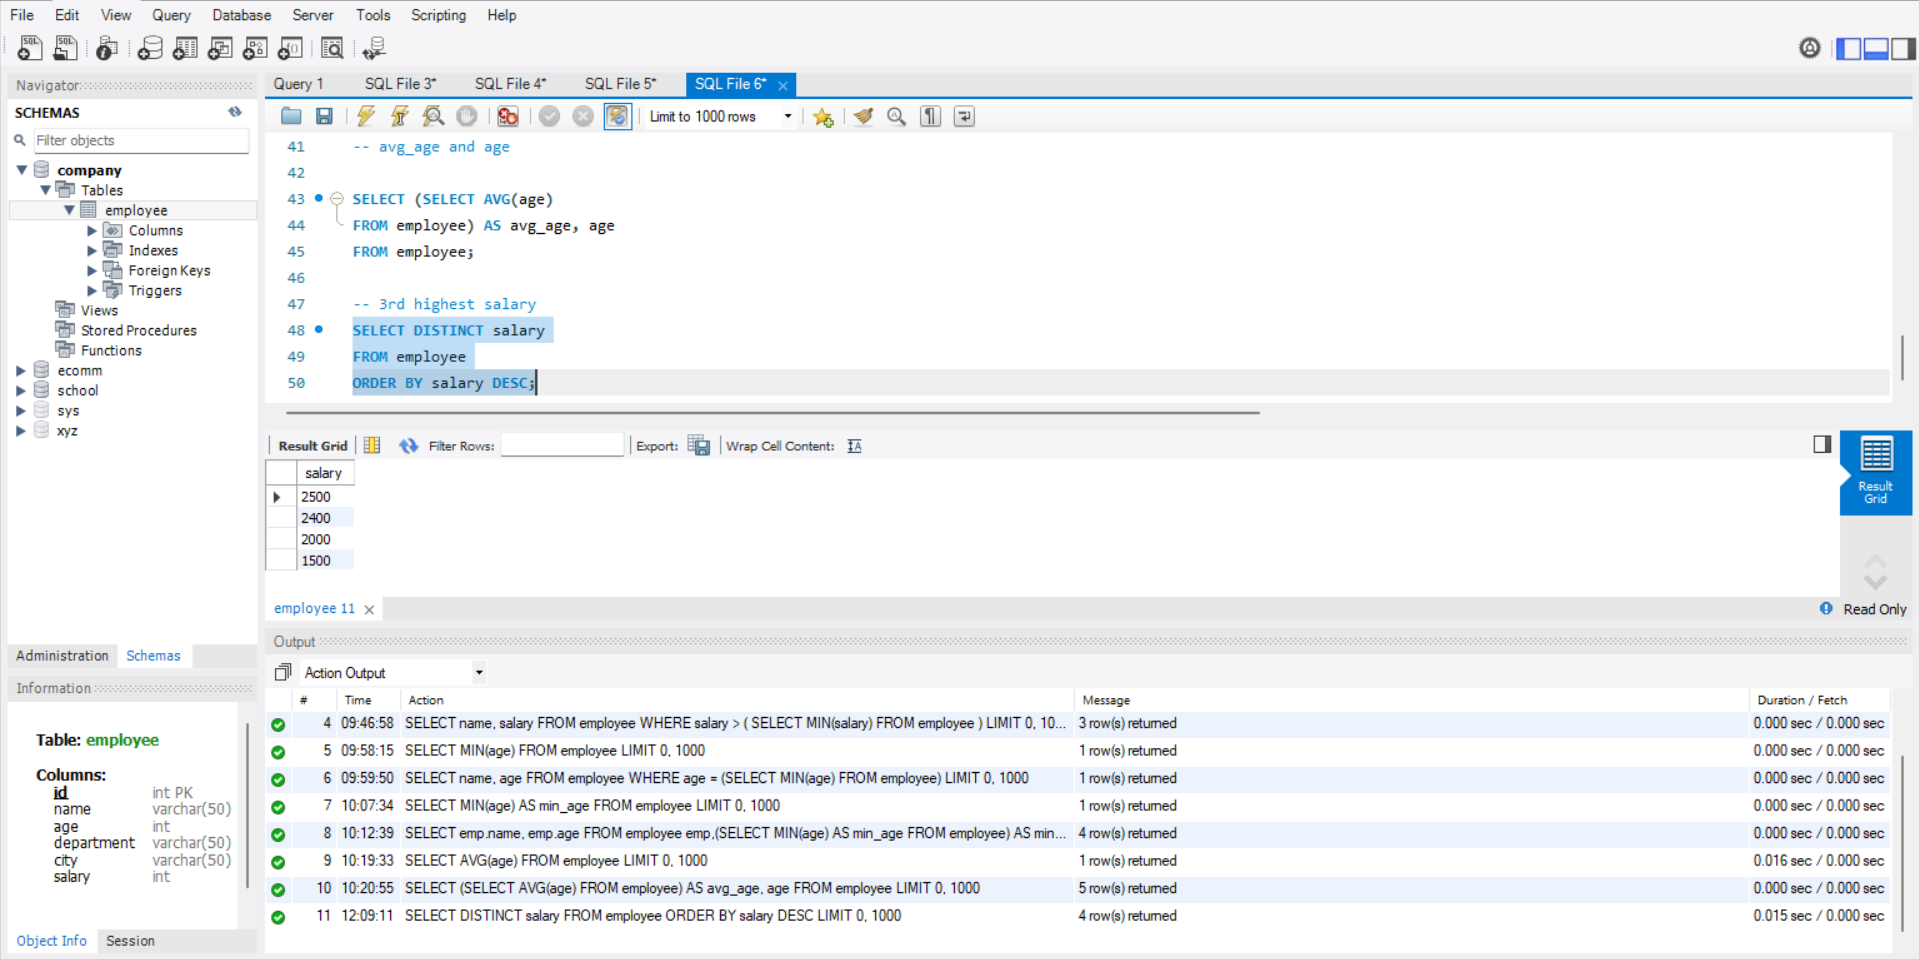 File Edit View Query Database Server Tools Scripting Help
Navigator
SCHEMAS
Filter objects
company
Tables
employee
Columns
Indexes
Foreign Keys
Triggers
Views
Stored Procedures
Functions
ecomm
school
sys
xyz
Administration Schemas
Information
Table: employee
Columns:
id int PK
name varchar(50)
age int
department varchar(50)
city varchar(50)
salary int
Object Info Session
Query 1 SQL File 3* SQL File 4* SQL File 5* SQL File 6*
Limit to 1000 rows
41 -- avg_age and age
42
43 SELECT (SELECT AVG(age)
44 FROM employee) AS avg_age, age
45 FROM employee;
46
47 -- 3rd highest salary
48 SELECT DISTINCT salary
49 FROM employee
50 ORDER BY salary DESC;
Result Grid Filter Rows: Export: Wrap Cell Content:
salary
2500
2400
2000
1500
Result
Grid
employee 11
Read Only
Output
Action Output
# Time Action Message Duration / Fetch
4 09:46:58 SELECT name, salary FROM employee WHERE salary > ( SELECT MIN(salary) FROM employee ) LIMIT 0, 10... 3 row(s) returned 0.000 sec / 0.000 sec
5 09:58:15 SELECT MIN(age) FROM employee LIMIT 0, 1000 1 row(s) returned 0.000 sec / 0.000 sec
6 09:59:50 SELECT name, age FROM employee WHERE age = (SELECT MIN(age) FROM employee) LIMIT 0, 1000 1 row(s) returned 0.000 sec / 0.000 sec
7 10:07:34 SELECT MIN(age) AS min_age FROM employee LIMIT 0, 1000 1 row(s) returned 0.000 sec / 0.000 sec
8 10:12:39 SELECT emp.name, emp.age FROM employee emp,(SELECT MIN(age) AS min_age FROM employee) AS min... 4 row(s) returned 0.000 sec / 0.000 sec
9 10:19:33 SELECT AVG(age) FROM employee LIMIT 0, 1000 1 row(s) returned 0.016 sec / 0.000 sec
10 10:20:55 SELECT (SELECT AVG(age) FROM employee) AS avg_age, age FROM employee LIMIT 0, 1000 5 row(s) returned 0.000 sec / 0.000 sec
11 12:09:11 SELECT DISTINCT salary FROM employee ORDER BY salary DESC LIMIT 0, 1000 4 row(s) returned 0.015 sec / 0.000 sec